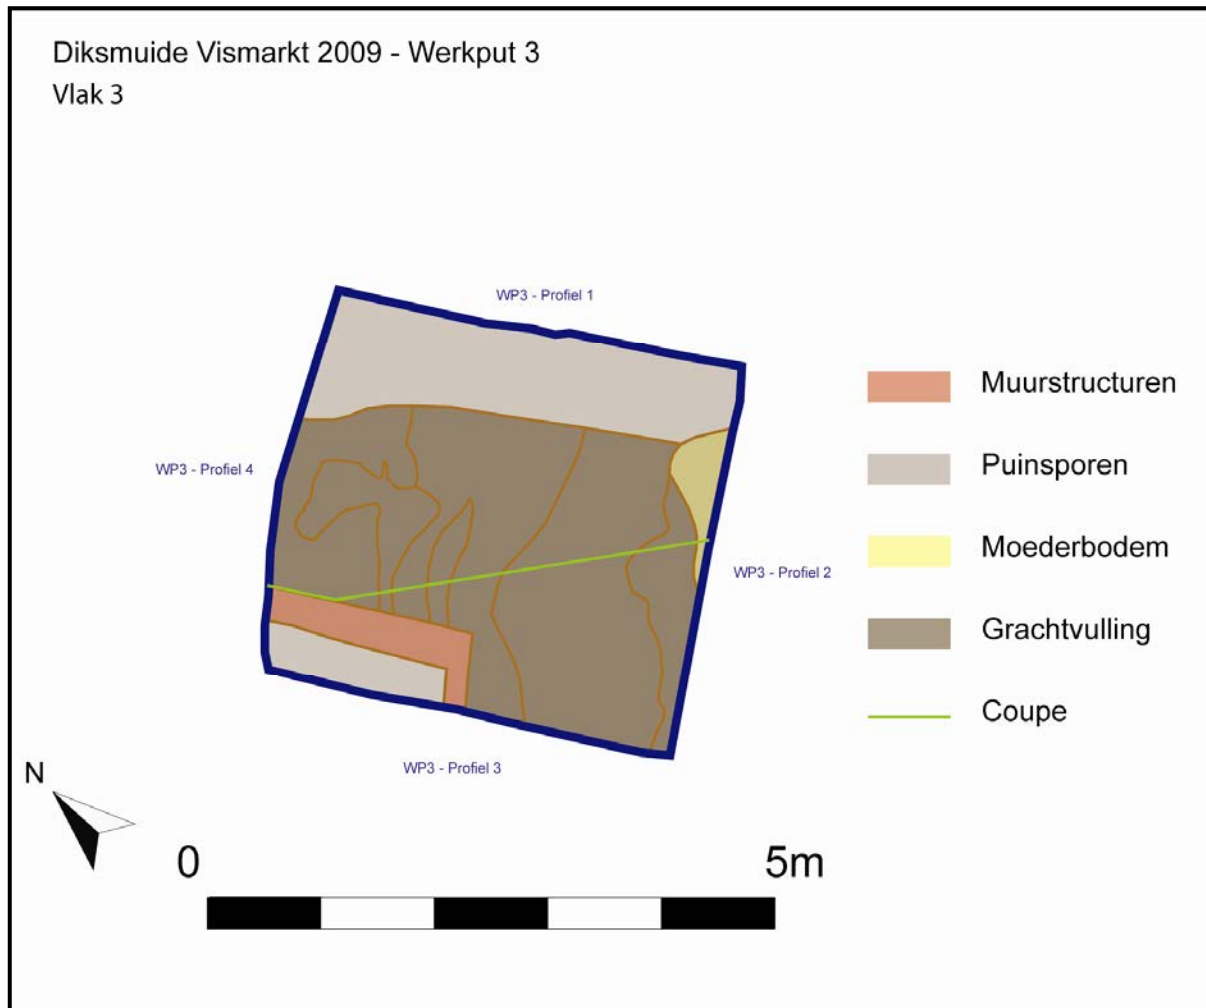 Diksmuide Vismarkt 2009 - Werkput 3
Vlak 3
WP3 - Profiel 1
WP3 - Profiel 4
WP3 - Profiel 2
WP3 - Profiel 3
Muurstructuren
Puinsporen
Moederbodem
Grachtvulling
Coupe
N
0 5m